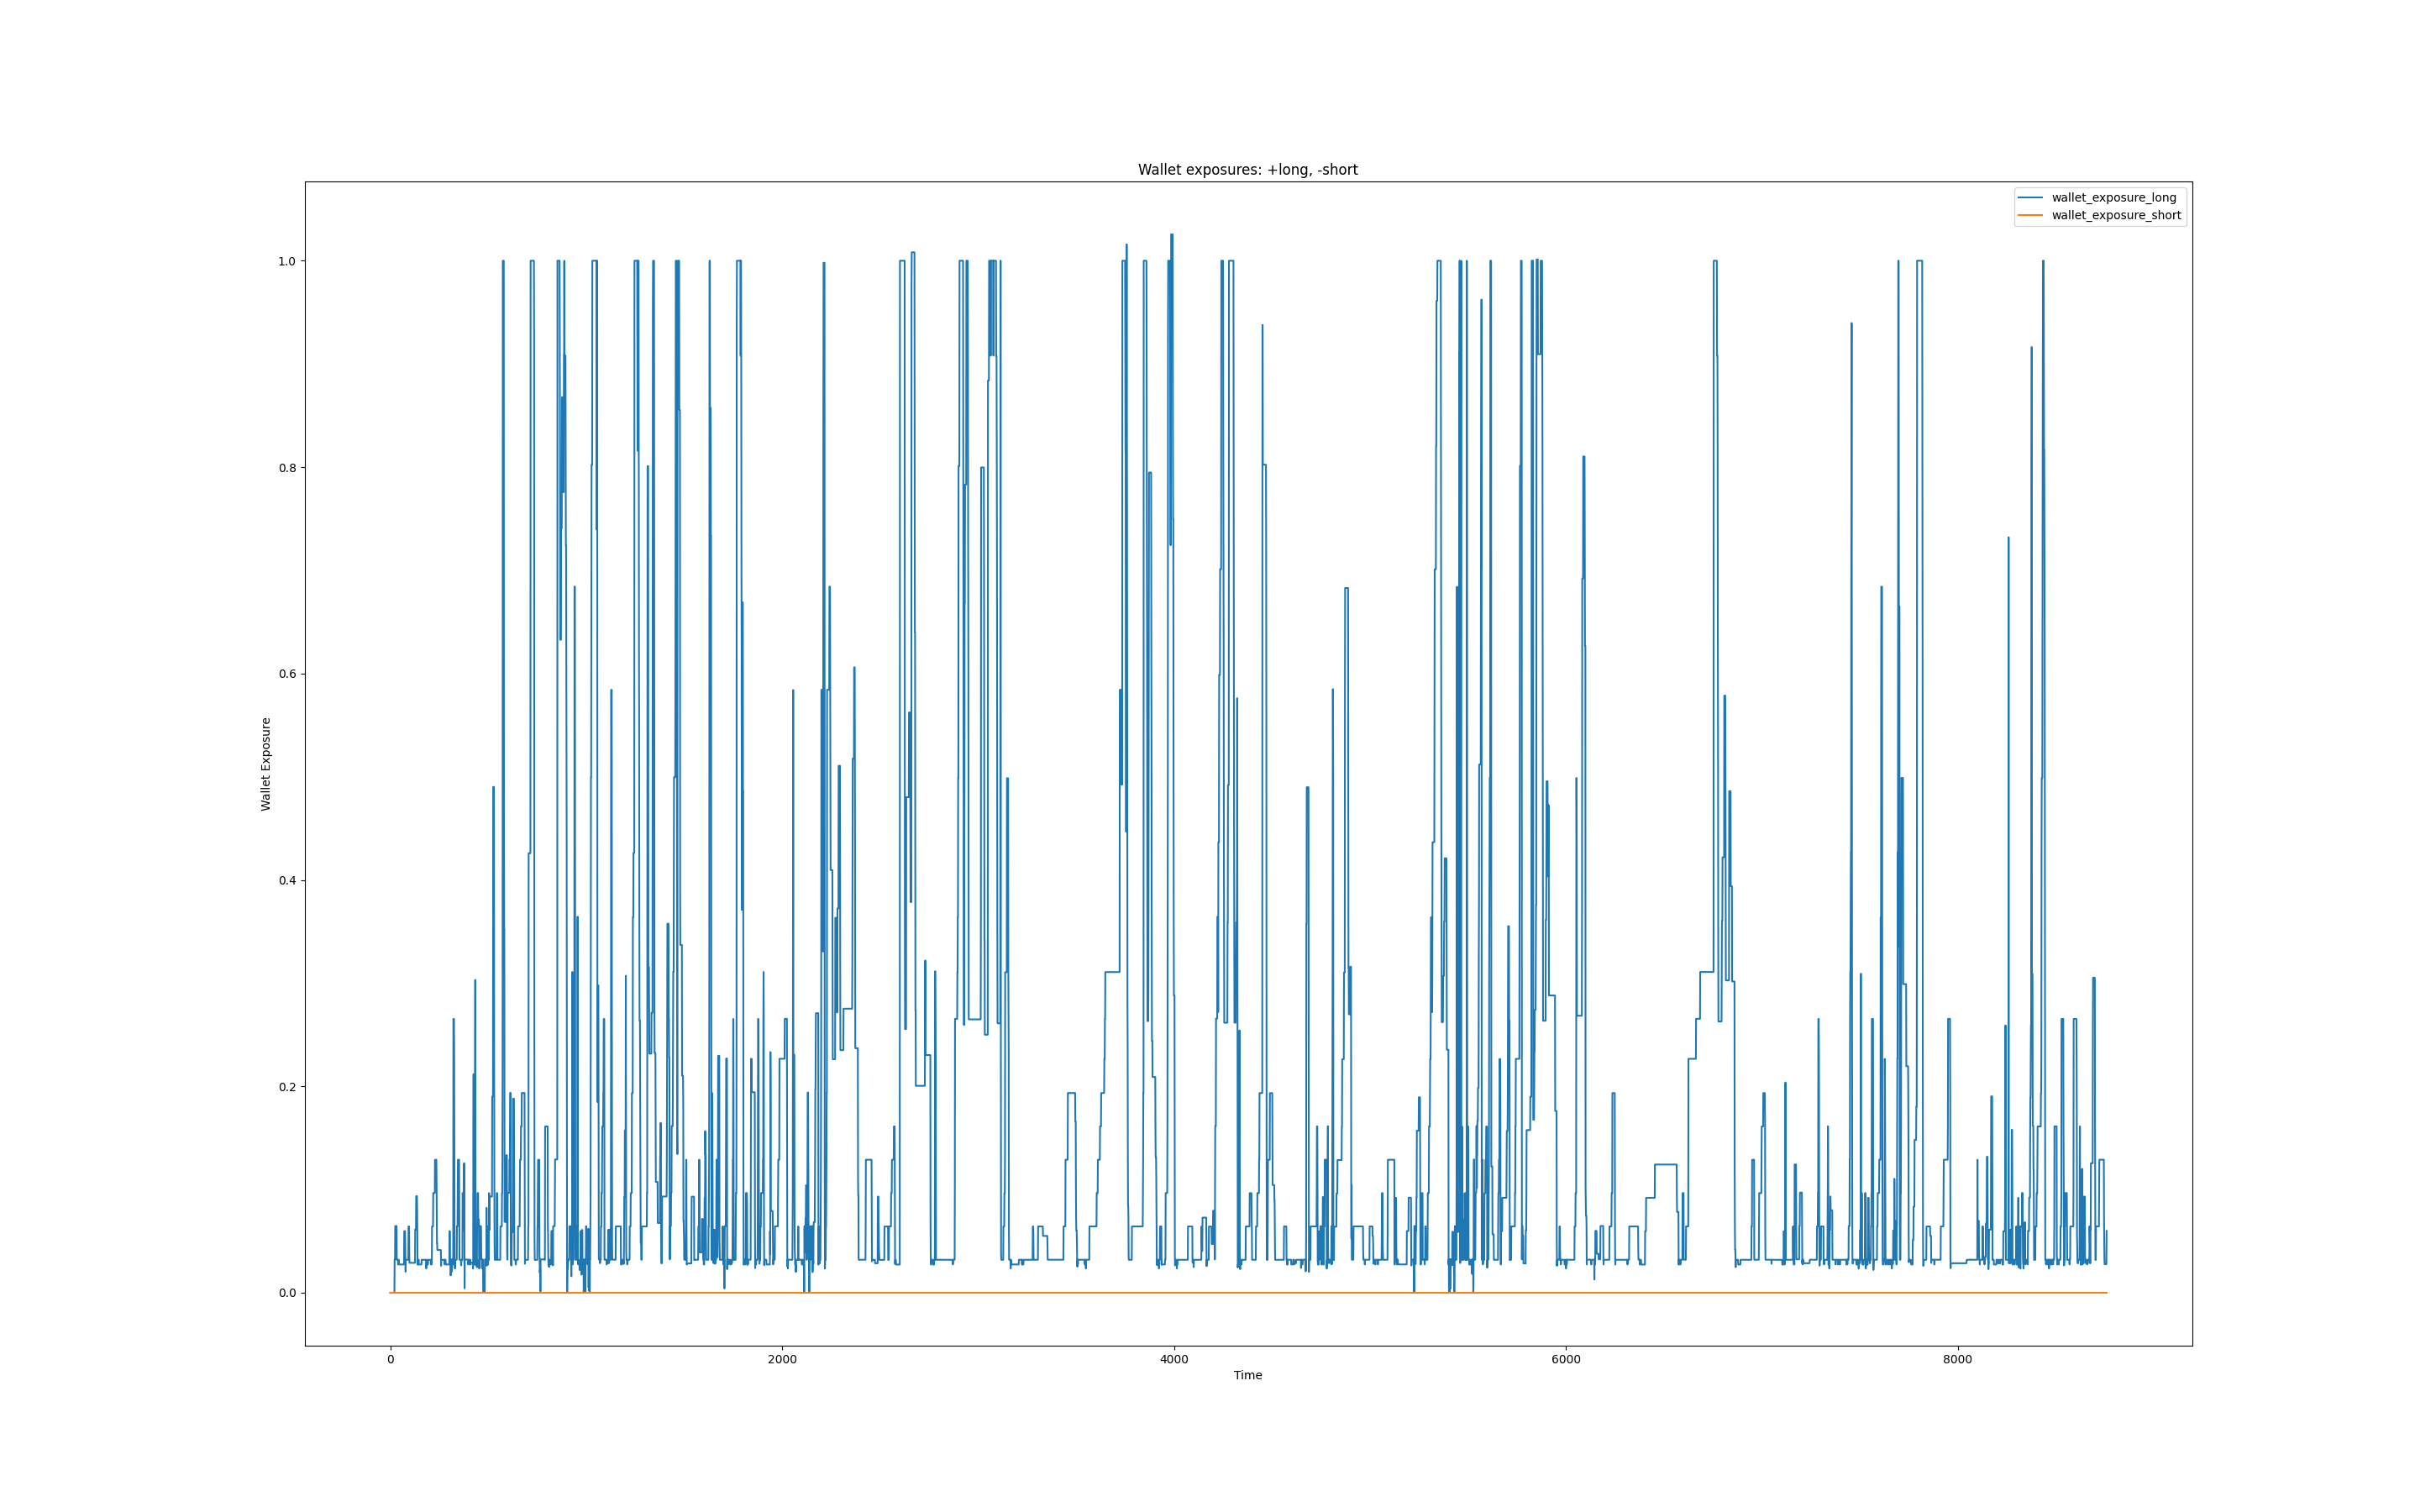 Wallet exposures: +long, -short
wallet_exposure_long
wallet_exposure_short
1.0
0.8
0.6
0.4
0.2
0.0
Wallet Exposure
0 2000 4000 6000 8000
Time